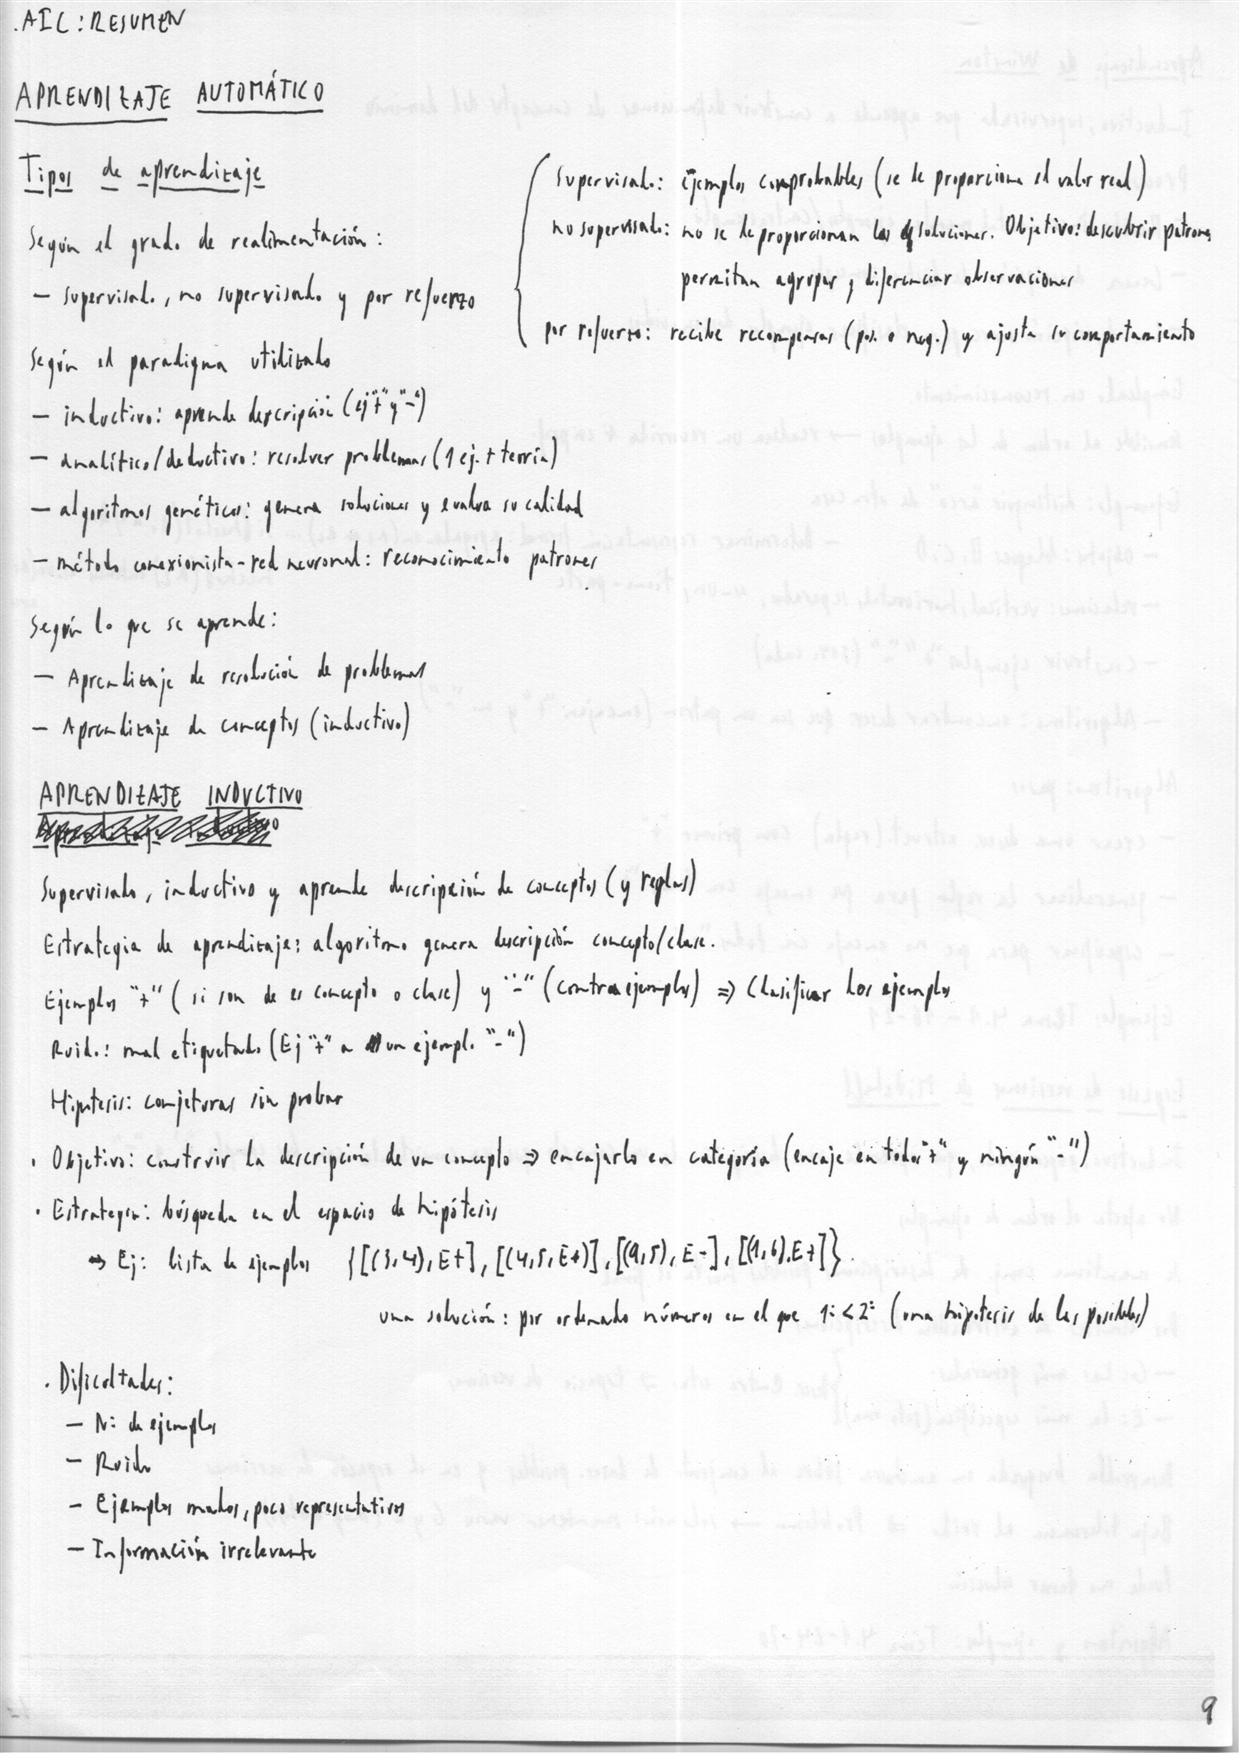 .AIC: RESUMEN
APRENDIZAJE AUTOMÁTICO
Tipos de aprendizaje
Según el grado de realimentación:
- supervisado, no supervisado y por refuerzo
Supervisado: ejemplos comprobables (se le proporciona el valor real)
no supervisado: no se le proporcionan las soluciones. Objetivo: descubrir patrones
permitan agrupar y diferenciar observaciones
por refuerzo: recibe recompensas (pos. o neg.) y ajusta su comportamiento
Según el paradigma utilizado
- inductivo: aprende descripción (ej "+" y "-")
- analítico/deductivo: resolver problemas (1 ej. + teoría)
- algoritmos genéticos: genera soluciones y evalua su calidad
- método conexionista-red neuronal: reconocimiento patrones
Según lo que se aprende:
- Aprendizaje de resolución de problemas
- Aprendizaje de conceptos (inductivo)
APRENDIZAJE INDUCTIVO
Supervisado, inductivo y aprende descripción de conceptos (y reglas)
Estrategia de aprendizaje: algoritmo genera descripción concepto/clase.
Ejemplos "+" (si son de es concepto o clase) y "-" (contraejemplos) => Clasificar los ejemplos
Ruido: mal etiquetado (Ej "+" a un ejemplo "-")
Hipotesis: conjeturas sin probar
. Objetivo: construir la descripción de un concepto => encajarlo en categoría (encaje en todos "+" y ningún "-")
. Estrategia: búsqueda en el espacio de hipótesis
=> Ej: lista de ejemplos {[(3,4), E+], [(4,5, E+)], [(9,5), E-], [(1,6), E+]}
una solución: par ordenado números en el que 1º < 2º (una hipotesis de las posibles)
. Dificultades:
- Nº de ejemplos
- Ruido
- Ejemplos malos, poco representativos
- Información irrelevante
9